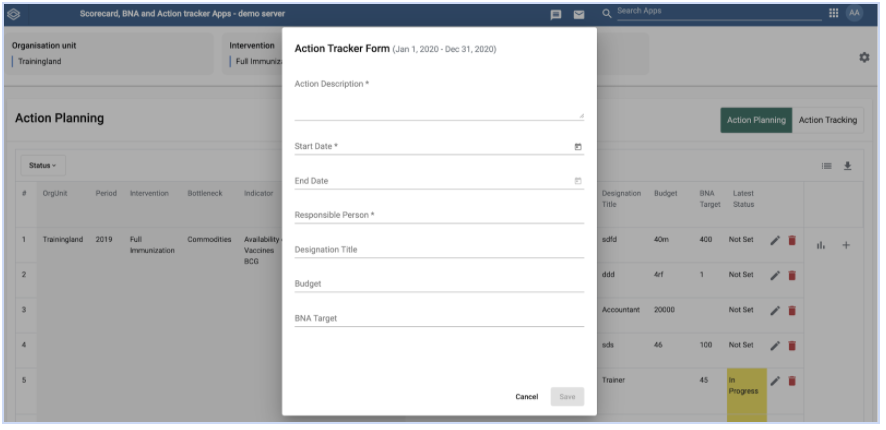 Scorecard, BNA and Action tracker Apps - demo server
Search Apps
AA
Organisation unit
Trainingland
Intervention
Full Immuniz
Action Planning
Action Planning
Action Tracking
Status
# OrgUnit Period Intervention Bottleneck Indicator
Designation Title
Budget
BNA Target
Latest Status
1 Trainingland 2019 Full Immunization Commodities Availability Vaccines BCG
sdfd 40m 400 Not Set
2
ddd 4rf 1 Not Set
3
Accountant 20000 Not Set
4
sds 46 100 Not Set
5
Trainer 45 In Progress
Action Tracker Form (Jan 1, 2020 - Dec 31, 2020)
Action Description *
Start Date *
End Date
Responsible Person *
Designation Title
Budget
BNA Target
Cancel
Save